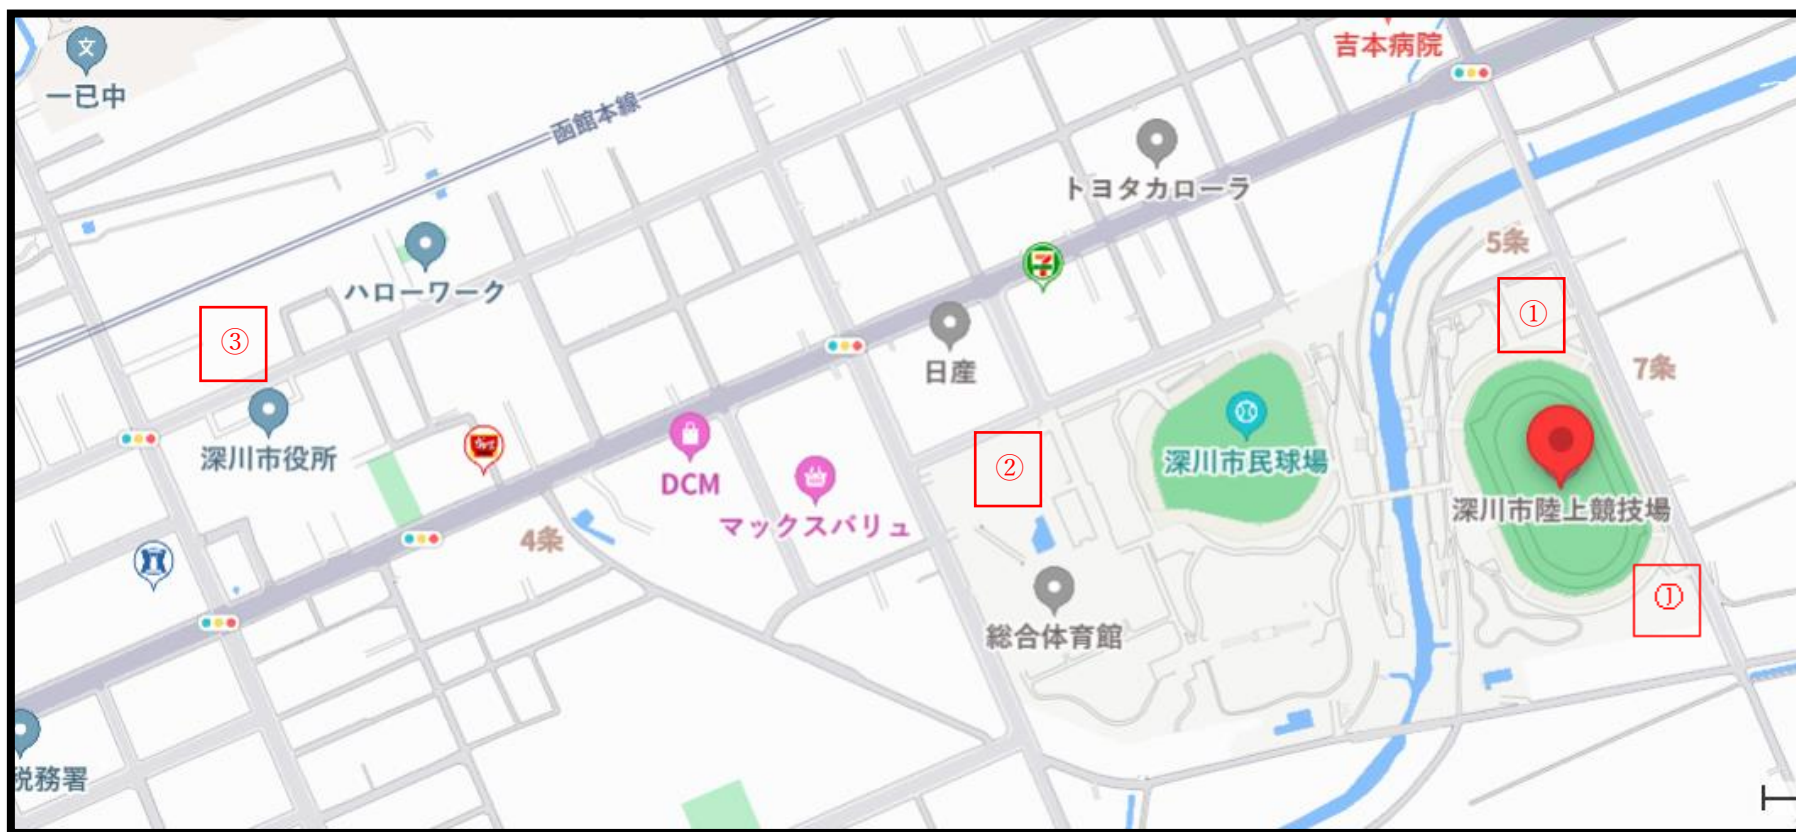 吉本病院
文
一已中
函館本線
トヨタカローラ
5条
ハローワーク
7
①
③
日産
7条
深川市役所
DCM
②
深川市民球場
マックスバリュ
深川市陸上競技場
4条
①
総合体育館
税務署